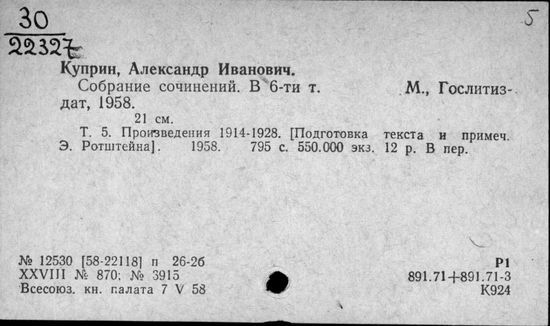 30
22327
5
Куприн, Александр Иванович.
Собрание сочинений. В 6-ти т. М., Гослитиз-
дат, 1958.
21 см.
Т. 5. Произведения 1914-1928. [Подготовка текста и примеч.
Э. Ротштейна]. 1958. 795 с. 550.000 экз. 12 р. В пер.
№ 12530 [58-22118] п 26-2б
XXVIII № 870; № 3915
Всесоюз. кн. палата 7 V 58
Р1
891.71+891.71-3
К924